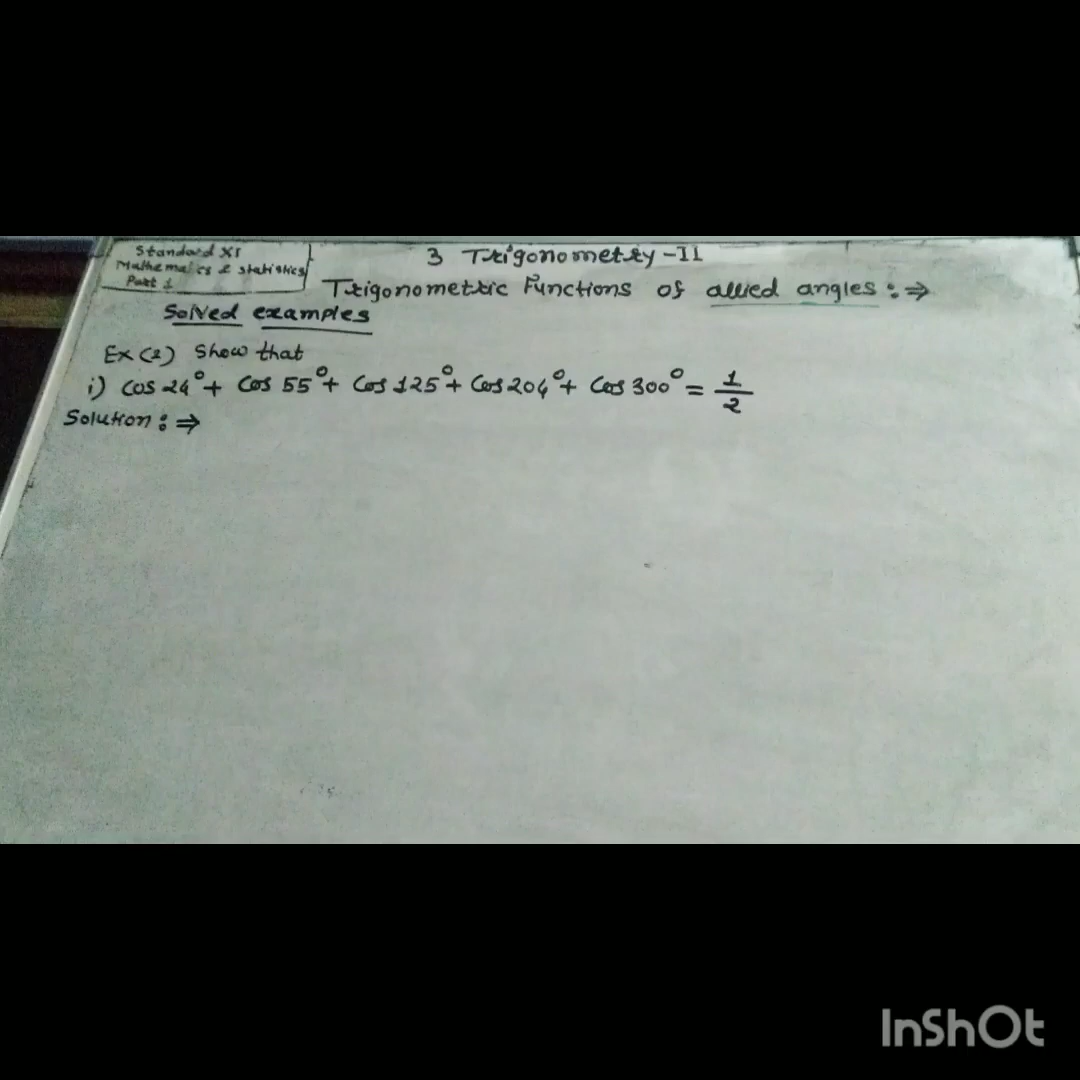 Standard XI
Mathematics & statistics
Part 1
3 Trigonometry-II
Trigonometric Functions of allied angles :⇒
Solved examples
Ex (2) Show that
i) cos 24° + cos 55° + cos 125° + cos 204° + cos 300° = 1/2
Solution :⇒
InShOt